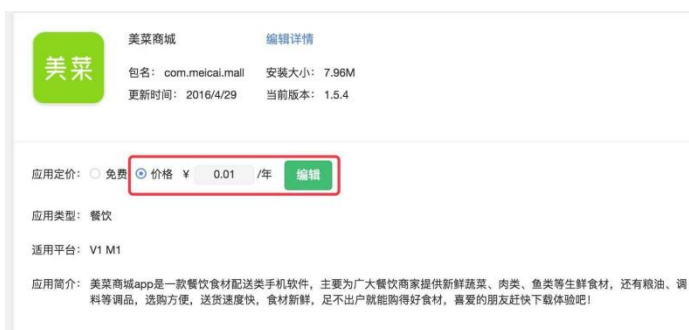 美菜
美菜商城 编辑详情
包名： com.meicai.mall 安装大小： 7.96M
更新时间： 2016/4/29 当前版本： 1.5.4
应用定价： 免费 价格 ¥ 0.01 /年 编辑
应用类型： 餐饮
适用平台： V1 M1
应用简介： 美菜商城app是一款餐饮食材配送类手机软件，主要为广大餐饮商家提供新鲜蔬菜、肉类、鱼类等生鲜食材，还有粮油、调
料等调品，选购方便，送货速度快，食材新鲜，足不出户就能购得好食材，喜爱的朋友赶快下载体验吧！